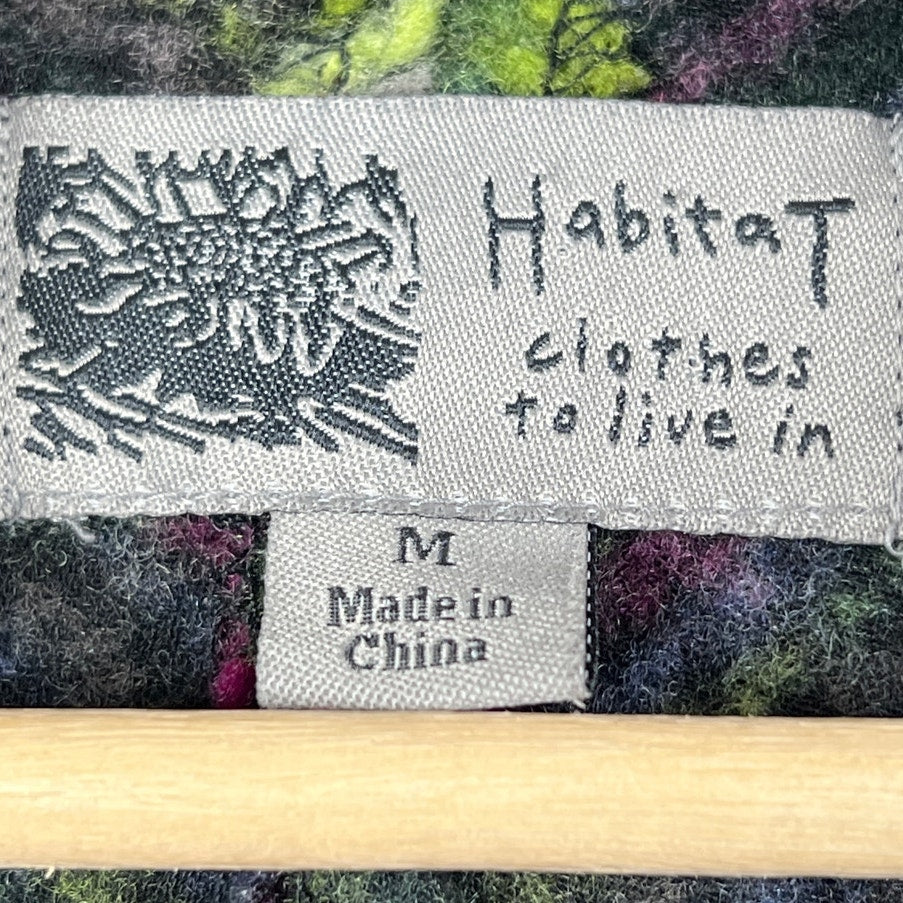 HabitaT
clothes
to live in
M
Made in
China